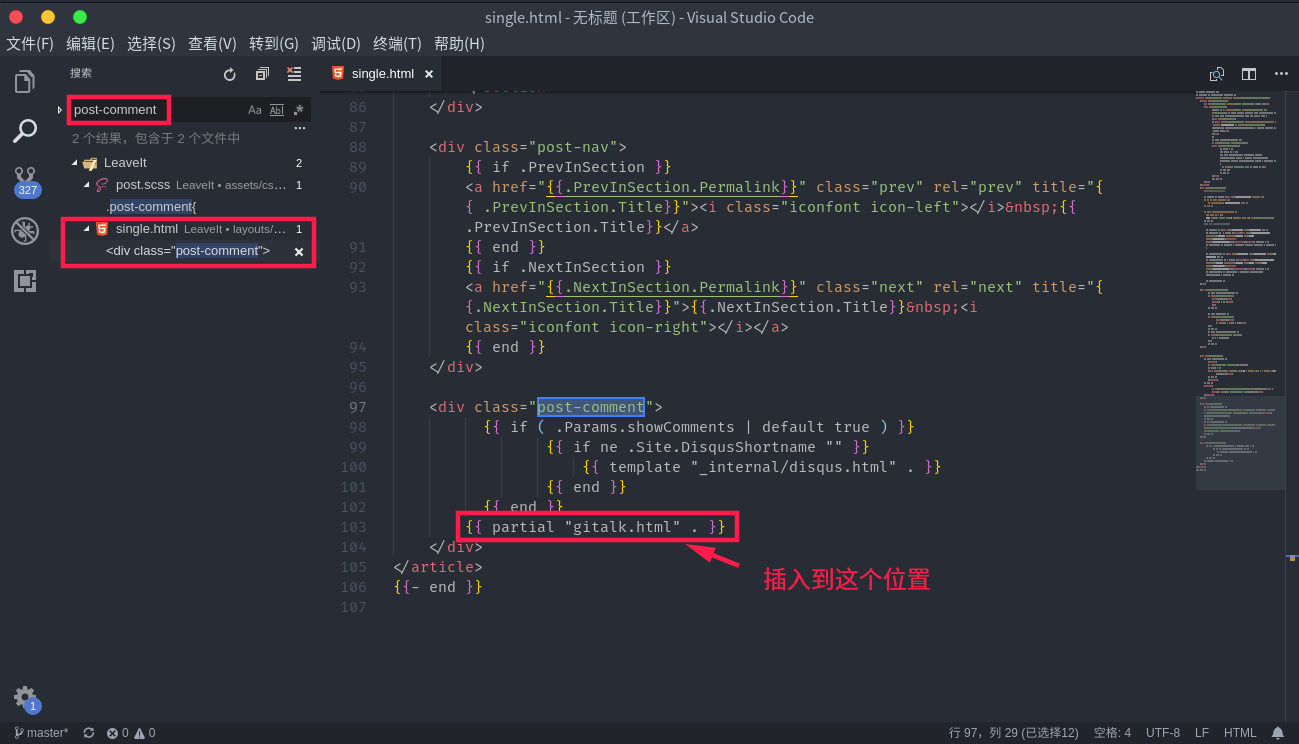 single.html - 无标题 (工作区) - Visual Studio Code
文件(F) 编辑(E) 选择(S) 查看(V) 转到(G) 调试(D) 终端(T) 帮助(H)
搜索
single.html
post-comment
Aa Abl .*
2 个结果，包含于 2 个文件中
LeaveIt 2
post.scss LeaveIt • assets/cs… 1
.post-comment{
single.html LeaveIt • layouts/… 1
<div class="post-comment">
327
86 </div>
87
88 <div class="post-nav">
89 {{ if .PrevInSection }}
90 <a href="{{.PrevInSection.Permalink}}" class="prev" rel="prev" title="{
{ .PrevInSection.Title}}"><i class="iconfont icon-left"></i>&nbsp;{{
.PrevInSection.Title}}</a>
91 {{ end }}
92 {{ if .NextInSection }}
93 <a href="{{.NextInSection.Permalink}}" class="next" rel="next" title="{
{.NextInSection.Title}}">{{.NextInSection.Title}}&nbsp;<i
class="iconfont icon-right"></i></a>
94 {{ end }}
95 </div>
96
97 <div class="post-comment">
98 {{ if ( .Params.showComments | default true ) }}
99 {{ if ne .Site.DisqusShortname "" }}
100 {{ template "_internal/disqus.html" . }}
101 {{ end }}
102 {{ end }}
103 {{ partial "gitalk.html" . }}
104 </div>
105 </article>
106 {{- end }}
107
插入到这个位置
1
master* 0 0 行 97，列 29 (已选择12) 空格: 4 UTF-8 LF HTML